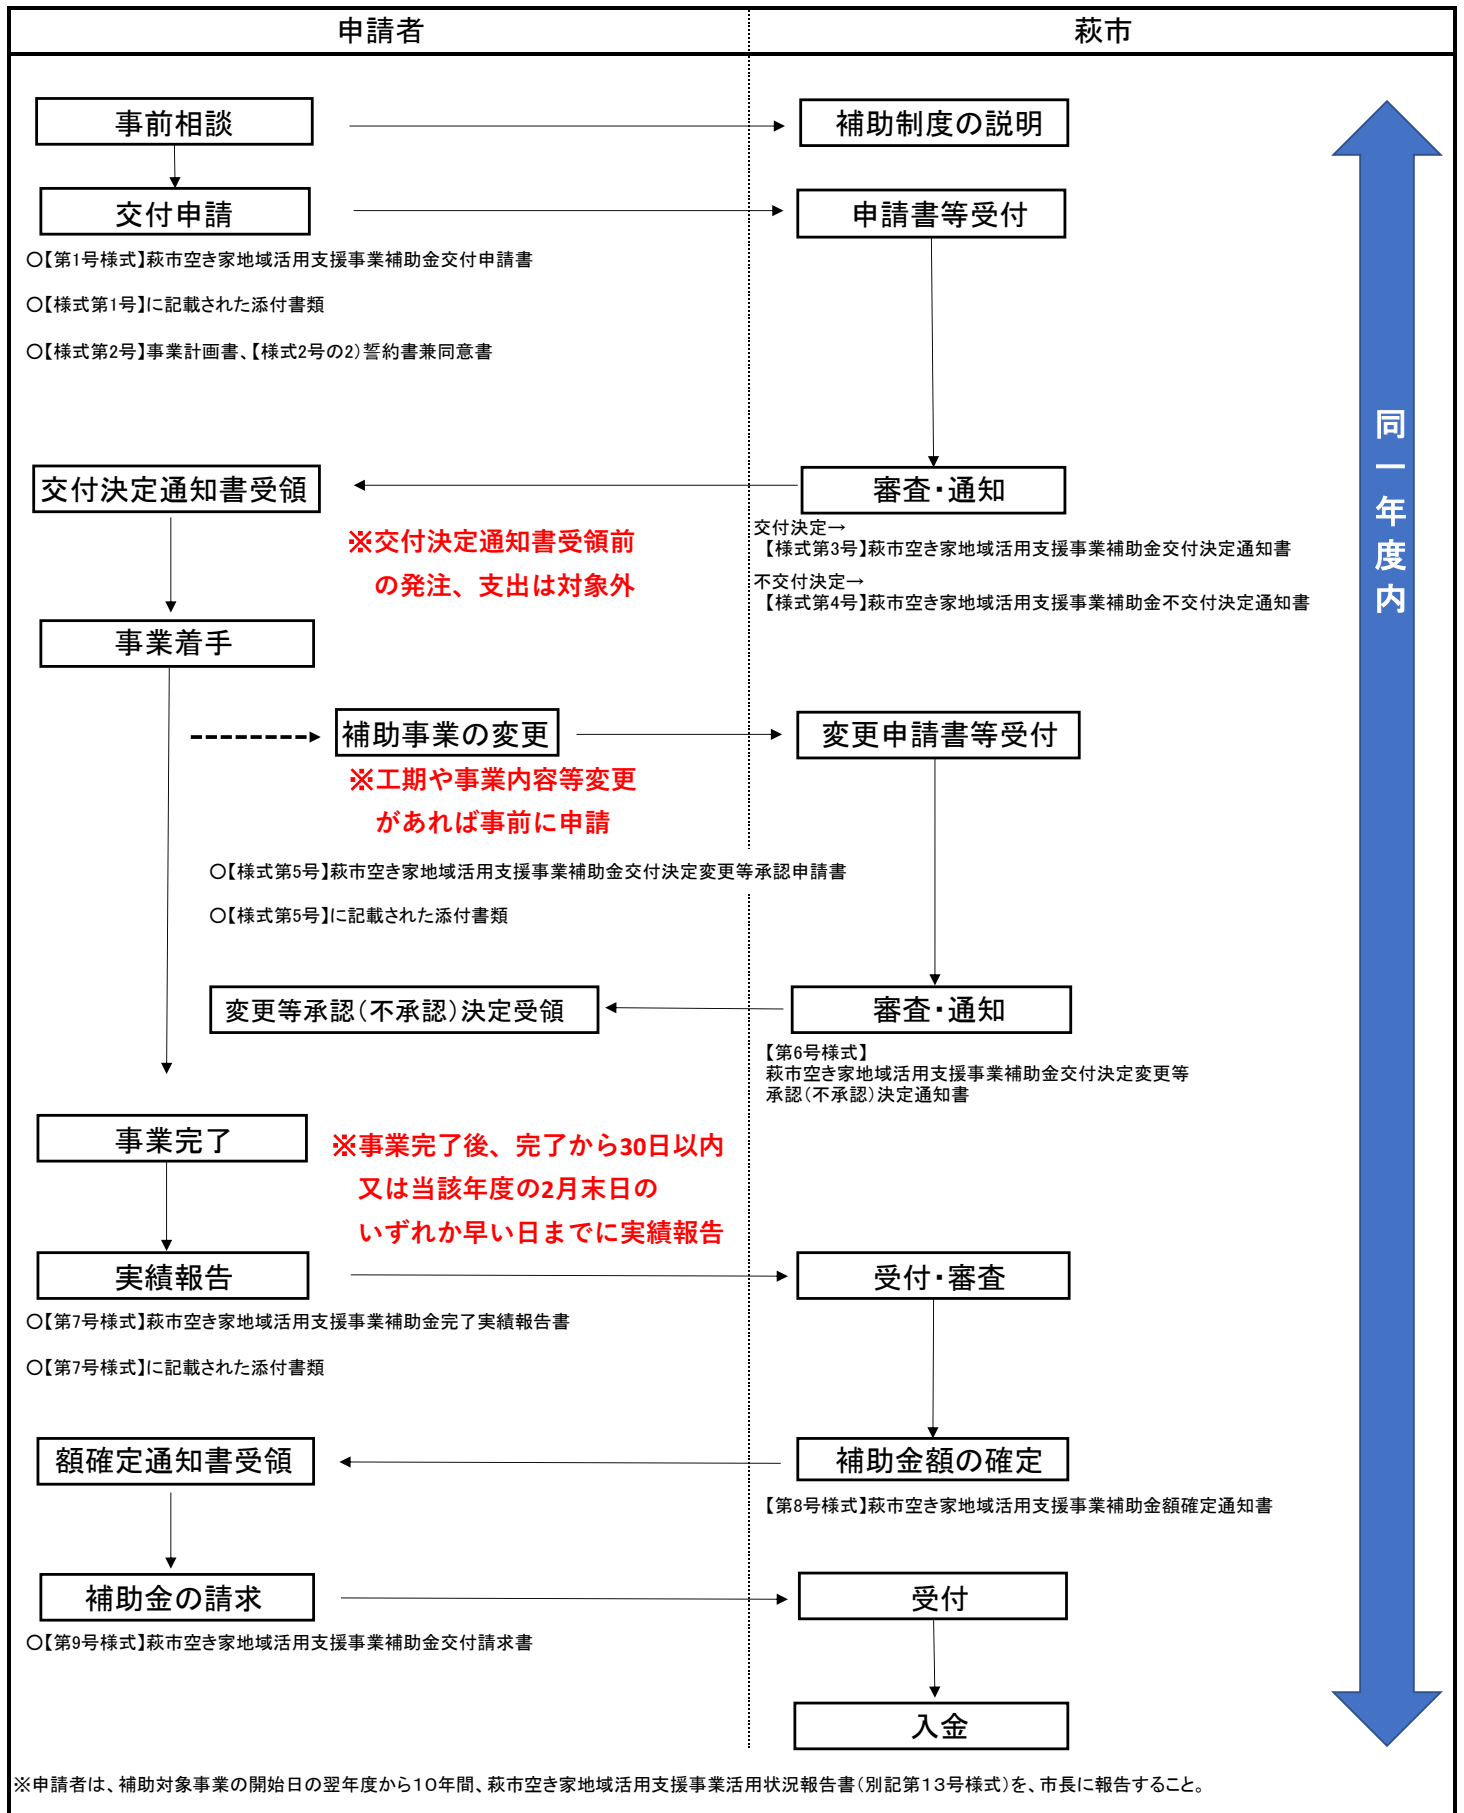 申請者
萩市
事前相談
補助制度の説明
交付申請
申請書等受付
○【第1号様式】萩市空き家地域活用支援事業補助金交付申請書
○【様式第1号】に記載された添付書類
○【様式第2号】事業計画書、【様式2号の2）誓約書兼同意書
交付決定通知書受領
審査・通知
※交付決定通知書受領前
の発注、支出は対象外
交付決定→
【様式第3号】萩市空き家地域活用支援事業補助金交付決定通知書
不交付決定→
【様式第4号】萩市空き家地域活用支援事業補助金不交付決定通知書
同一年度内
事業着手
補助事業の変更
変更申請書等受付
※工期や事業内容等変更
があれば事前に申請
○【様式第5号】萩市空き家地域活用支援事業補助金交付決定変更等承認申請書
○【様式第5号】に記載された添付書類
変更等承認（不承認）決定受領
審査・通知
【第6号様式】
萩市空き家地域活用支援事業補助金交付決定変更等
承認（不承認）決定通知書
事業完了
※事業完了後、完了から30日以内
又は当該年度の2月末日の
いずれか早い日までに実績報告
実績報告
受付・審査
○【第7号様式】萩市空き家地域活用支援事業補助金完了実績報告書
○【第7号様式】に記載された添付書類
額確定通知書受領
補助金額の確定
【第8号様式】萩市空き家地域活用支援事業補助金額確定通知書
補助金の請求
受付
○【第9号様式】萩市空き家地域活用支援事業補助金交付請求書
入金
※申請者は、補助対象事業の開始日の翌年度から１０年間、萩市空き家地域活用支援事業活用状況報告書（別記第１３号様式）を、市長に報告すること。